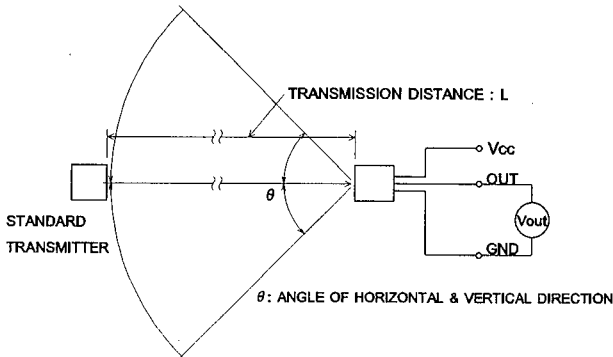 TRANSMISSION DISTANCE : L
Vcc
OUT
θ
Vout
STANDARD
TRANSMITTER
GND
θ: ANGLE OF HORIZONTAL & VERTICAL DIRECTION